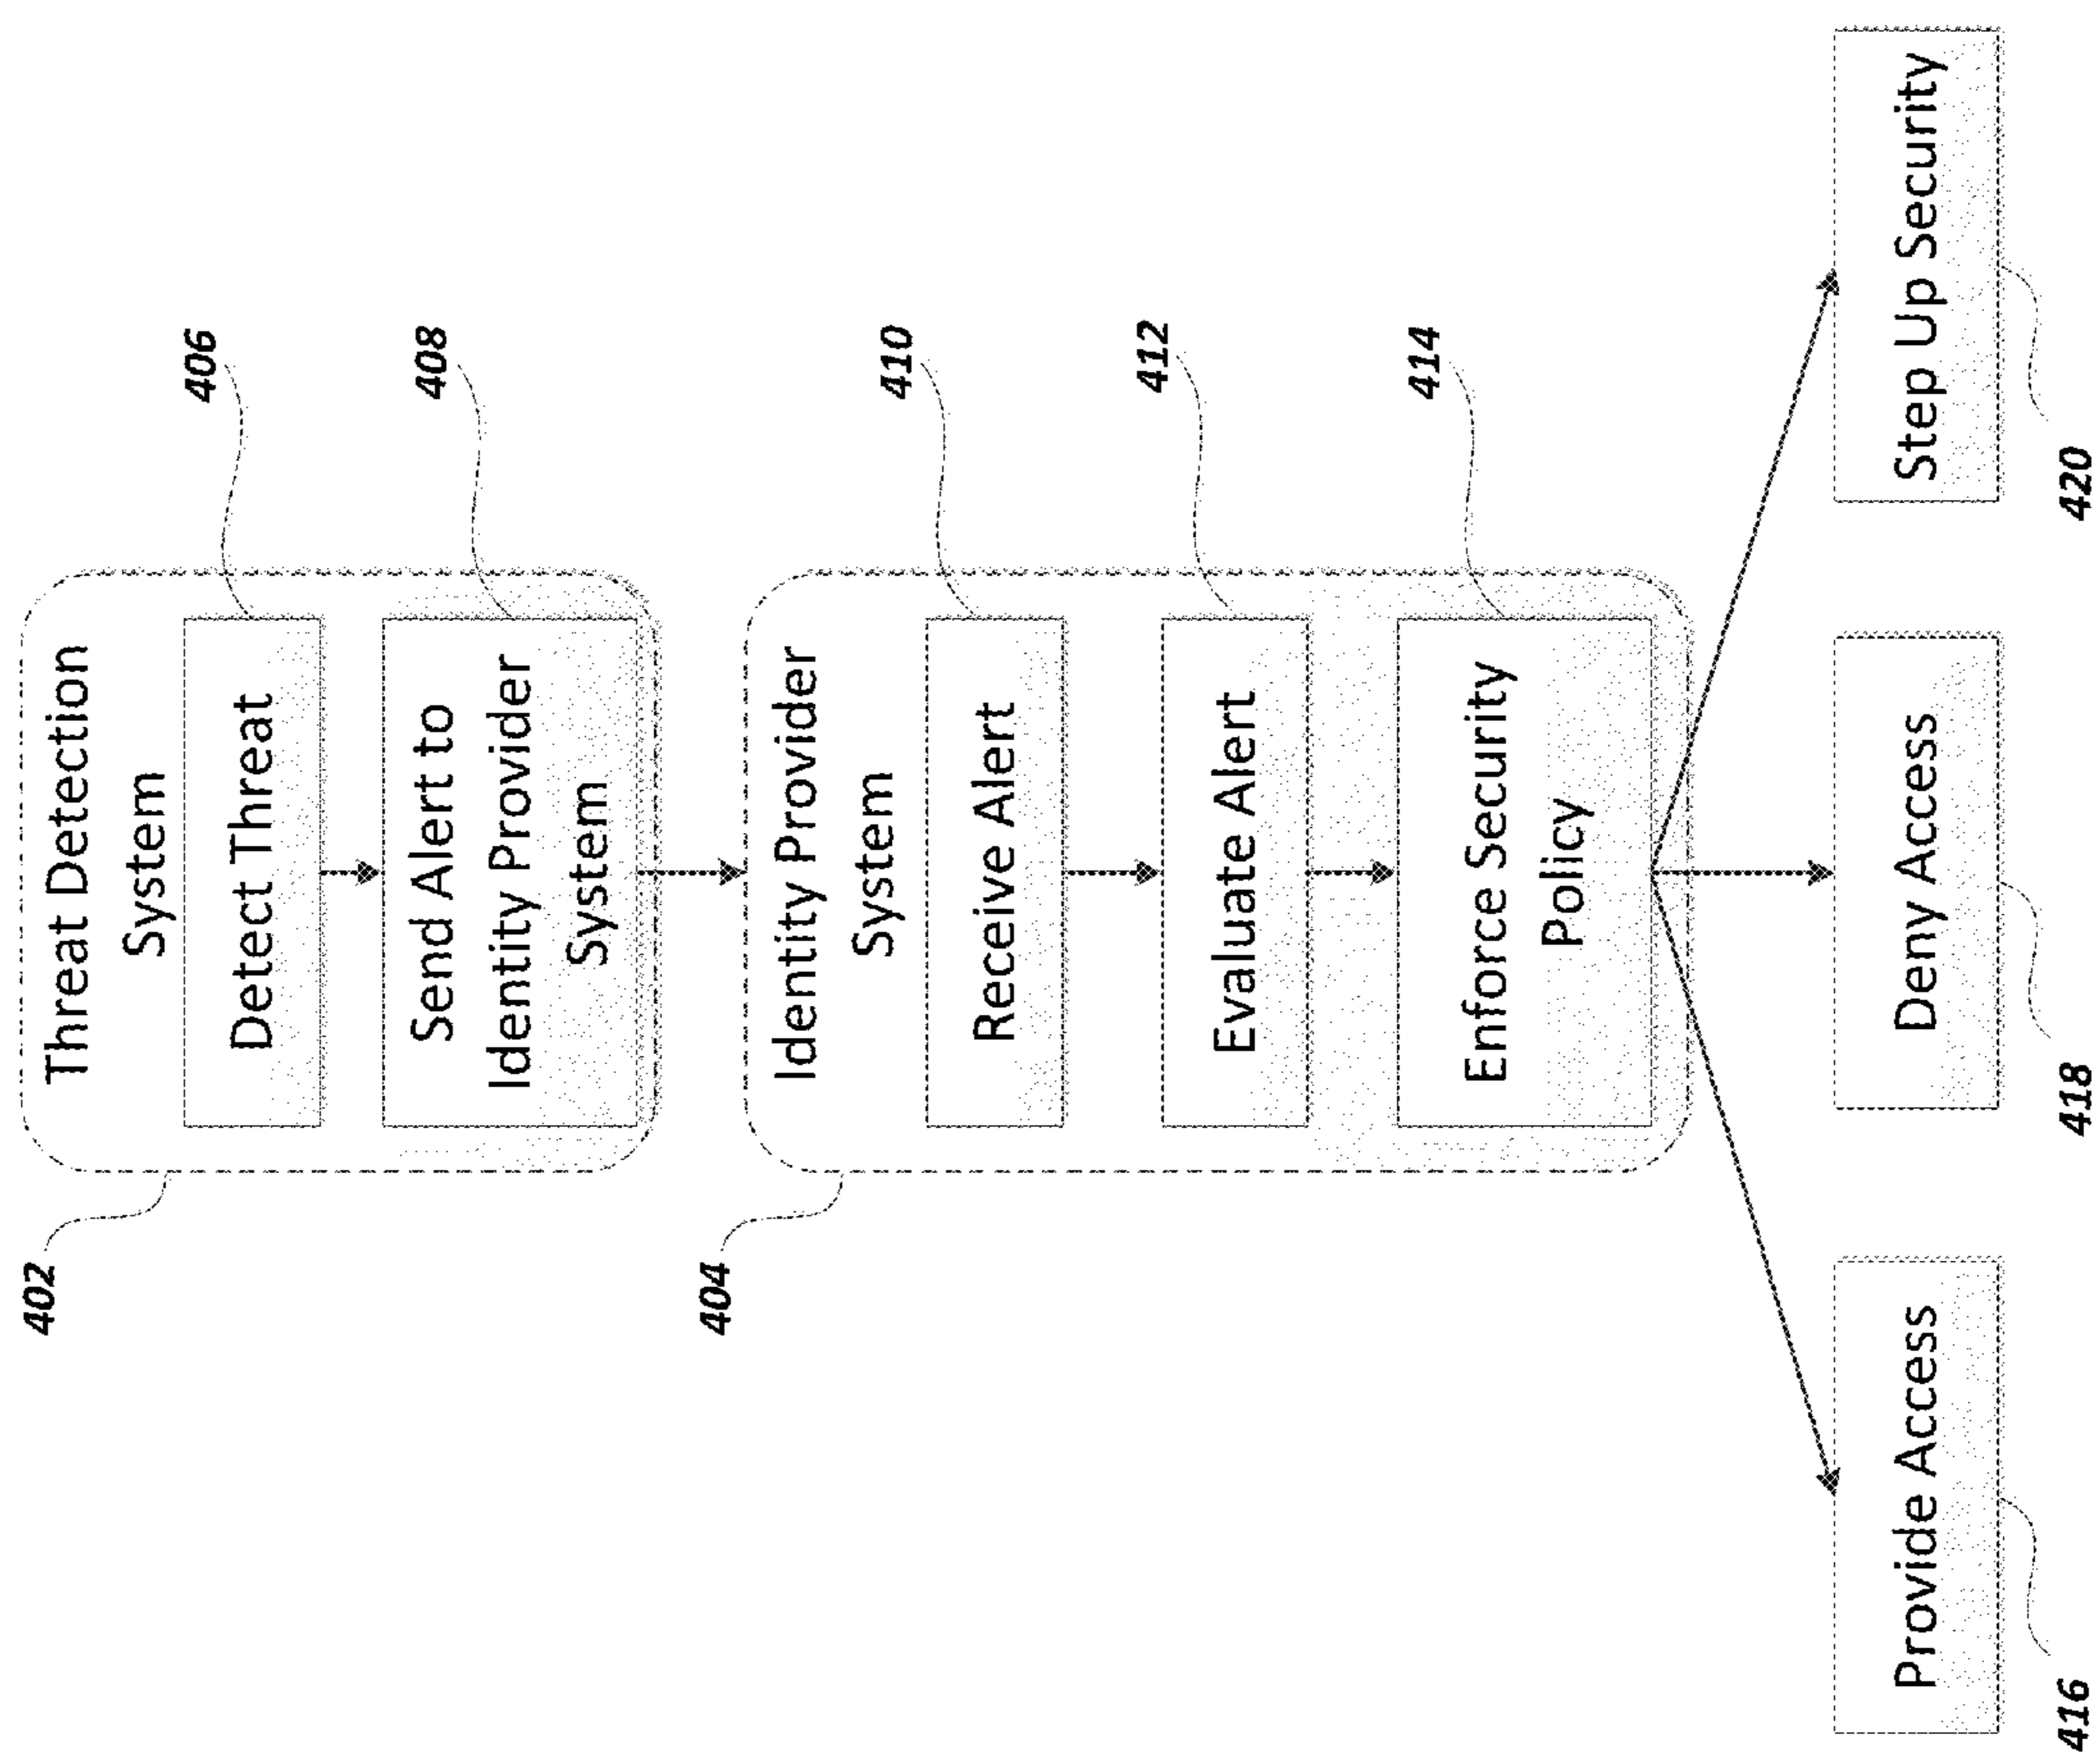 402
Threat Detection
System
Detect Threat
406
Send Alert to
Identity Provider
System
408
404
Identity Provider
System
Receive Alert
410
Evaluate Alert
412
Enforce Security
Policy
414
Provide Access
416
Deny Access
418
Step Up Security
420